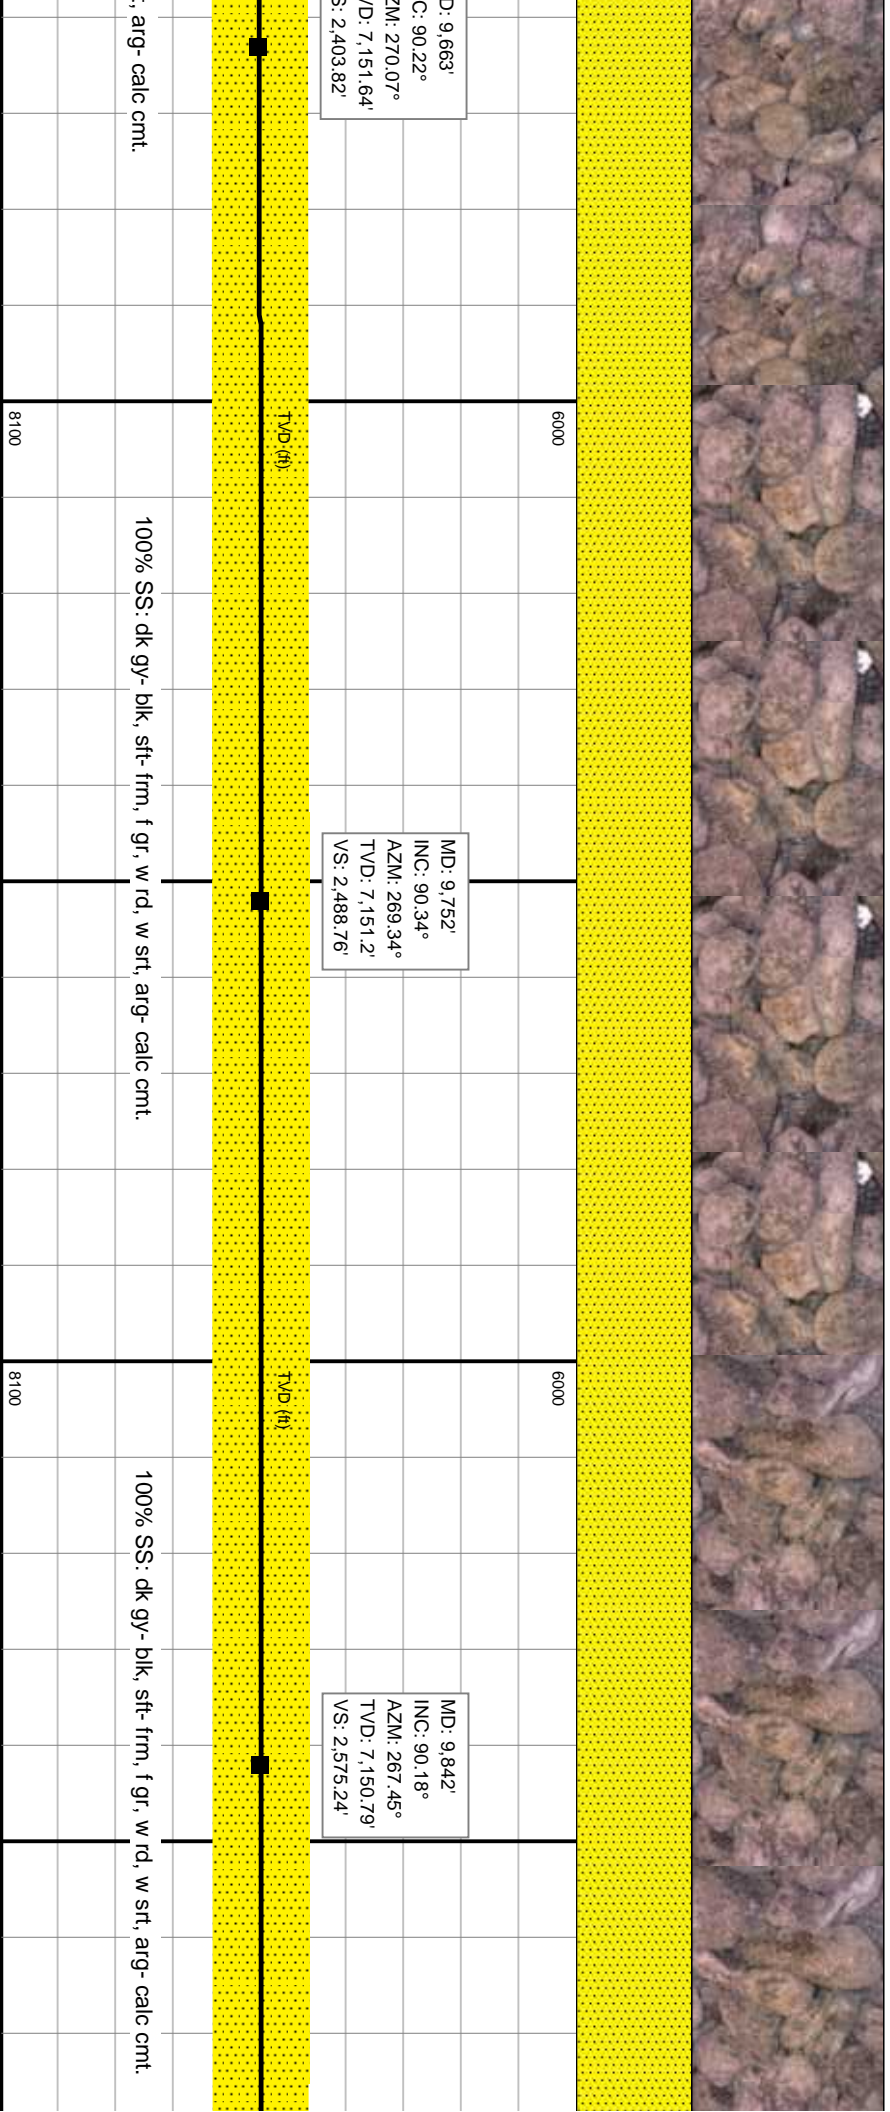 D: 9,663'
C: 90.22°
ZM: 270.07°
VD: 7,151.64'
S: 2,403.82'
., arg- calc cmt.
6000
TVD (ft)
8100
MD: 9,752'
INC: 90.34°
AZM: 269.34°
TVD: 7,151.2'
VS: 2,488.76'
100% SS: dk gy- blk, sft- frm, f gr, w rd, w srt, arg- calc cmt.
6000
TVD (ft)
8100
MD: 9,842'
INC: 90.18°
AZM: 267.45°
TVD: 7,150.79'
VS: 2,575.24'
100% SS: dk gy- blk, sft- frm, f gr, w rd, w srt, arg- calc cmt.